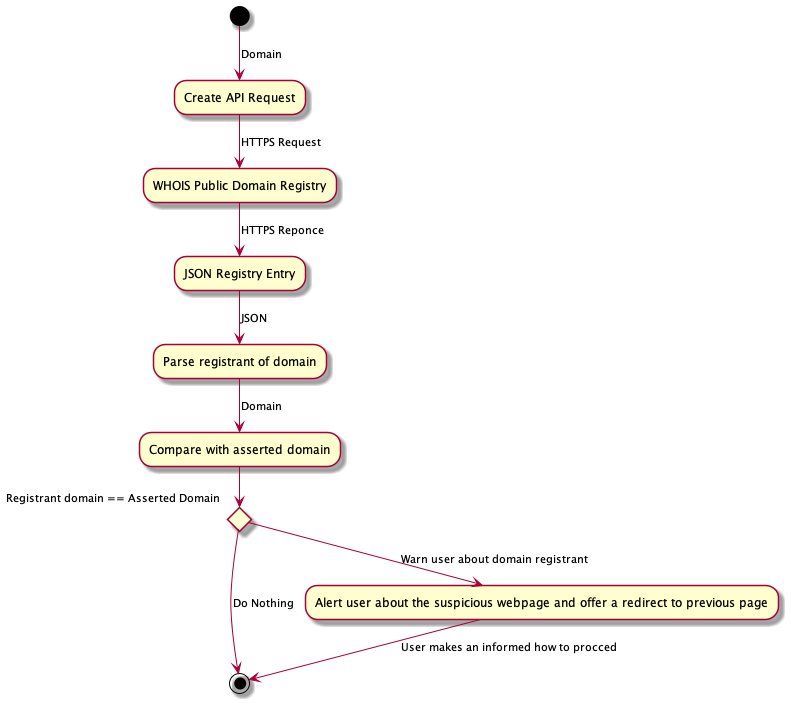 Domain
Create API Request
HTTPS Request
WHOIS Public Domain Registry
HTTPS Reponce
JSON Registry Entry
JSON
Parse registrant of domain
Domain
Compare with asserted domain
Registrant domain == Asserted Domain
Warn user about domain registrant
Do Nothing
Alert user about the suspicious webpage and offer a redirect to previous page
User makes an informed how to procced